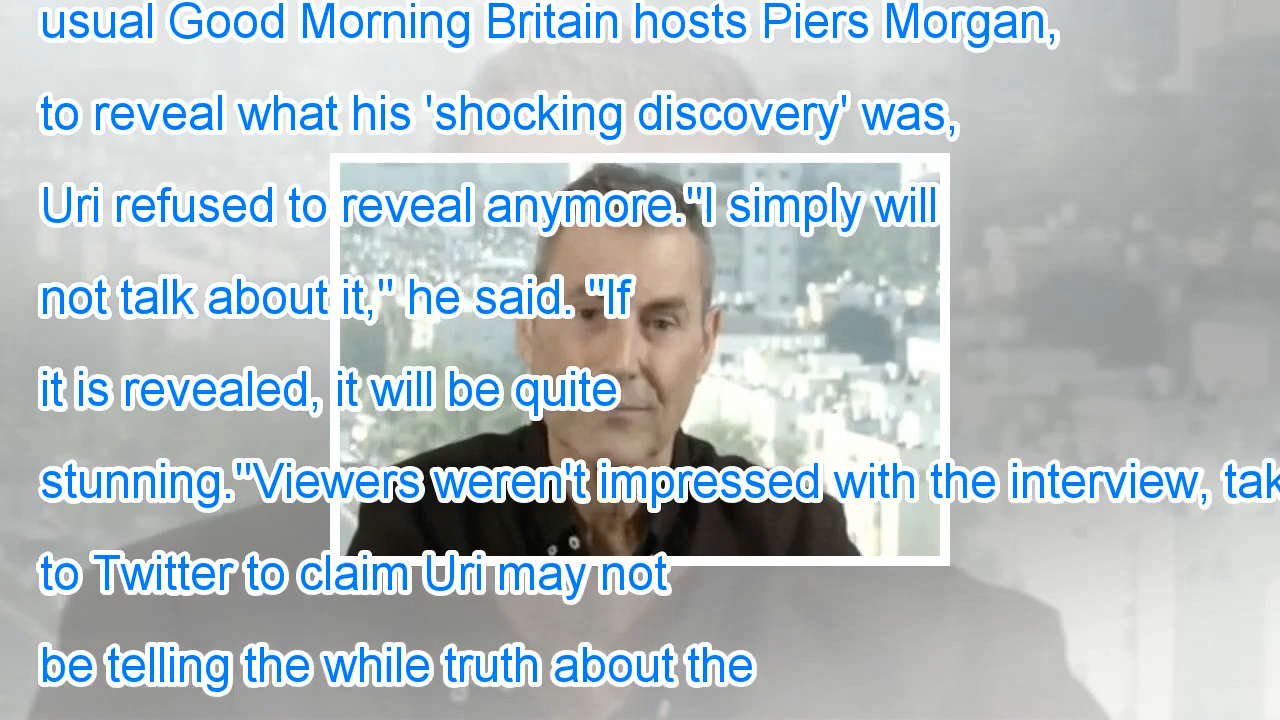 usual Good Morning Britain hosts Piers Morgan,
to reveal what his 'shocking discovery' was,
Uri refused to reveal anymore."I simply will
not talk about it," he said. "If
it is revealed, it will be quite
stunning."Viewers weren't impressed with the interview, tak
to Twitter to claim Uri may not
be telling the while truth about the